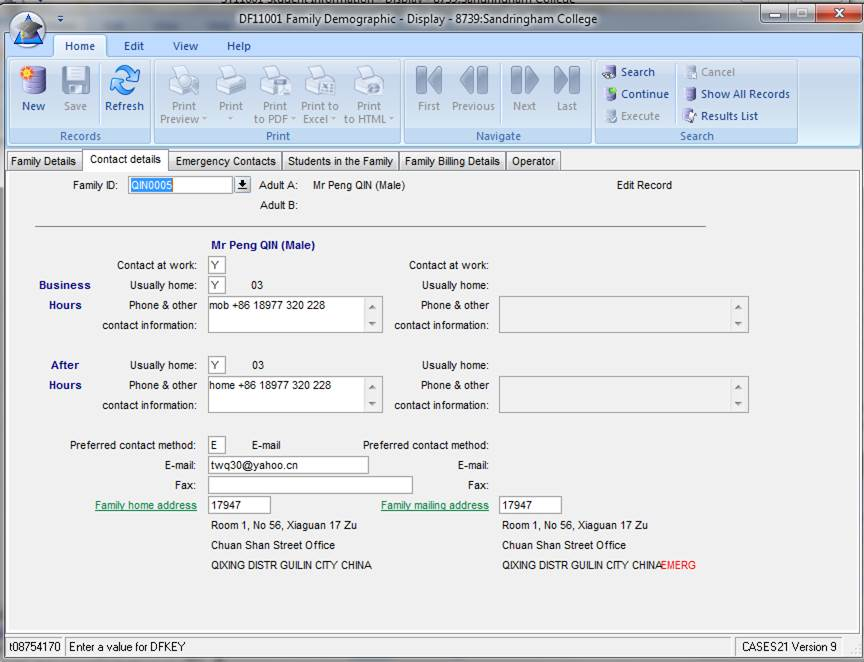 DF11001 Family Demographic - Display - 8739:Sandringham College
Home Edit View Help
New Save Refresh
Print Preview Print Print to PDF Print to Excel Print to HTML
First Previous Next Last
Search Cancel
Continue Show All Records
Execute Results List
Records Print Navigate Search
Family Details Contact details Emergency Contacts Students in the Family Family Billing Details Operator
Family ID: QIN0005 Adult A: Mr Peng QIN (Male) Edit Record
Adult B:
Mr Peng QIN (Male)
Contact at work: Y Contact at work:
Business Usually home: Y 03 Usually home:
Hours Phone & other mob +86 18977 320 228 Phone & other
contact information: contact information:
After Usually home: Y 03 Usually home:
Hours Phone & other home +86 18977 320 228 Phone & other
contact information: contact information:
Preferred contact method: E E-mail Preferred contact method:
E-mail: twq30@yahoo.cn E-mail:
Fax: Fax:
Family home address 17947 Family mailing address 17947
Room 1, No 56, Xiaguan 17 Zu Room 1, No 56, Xiaguan 17 Zu
Chuan Shan Street Office Chuan Shan Street Office
QIXING DISTR GUILIN CITY CHINA QIXING DISTR GUILIN CITY CHINA EMERG
t08754170 Enter a value for DFKEY CASES21 Version 9